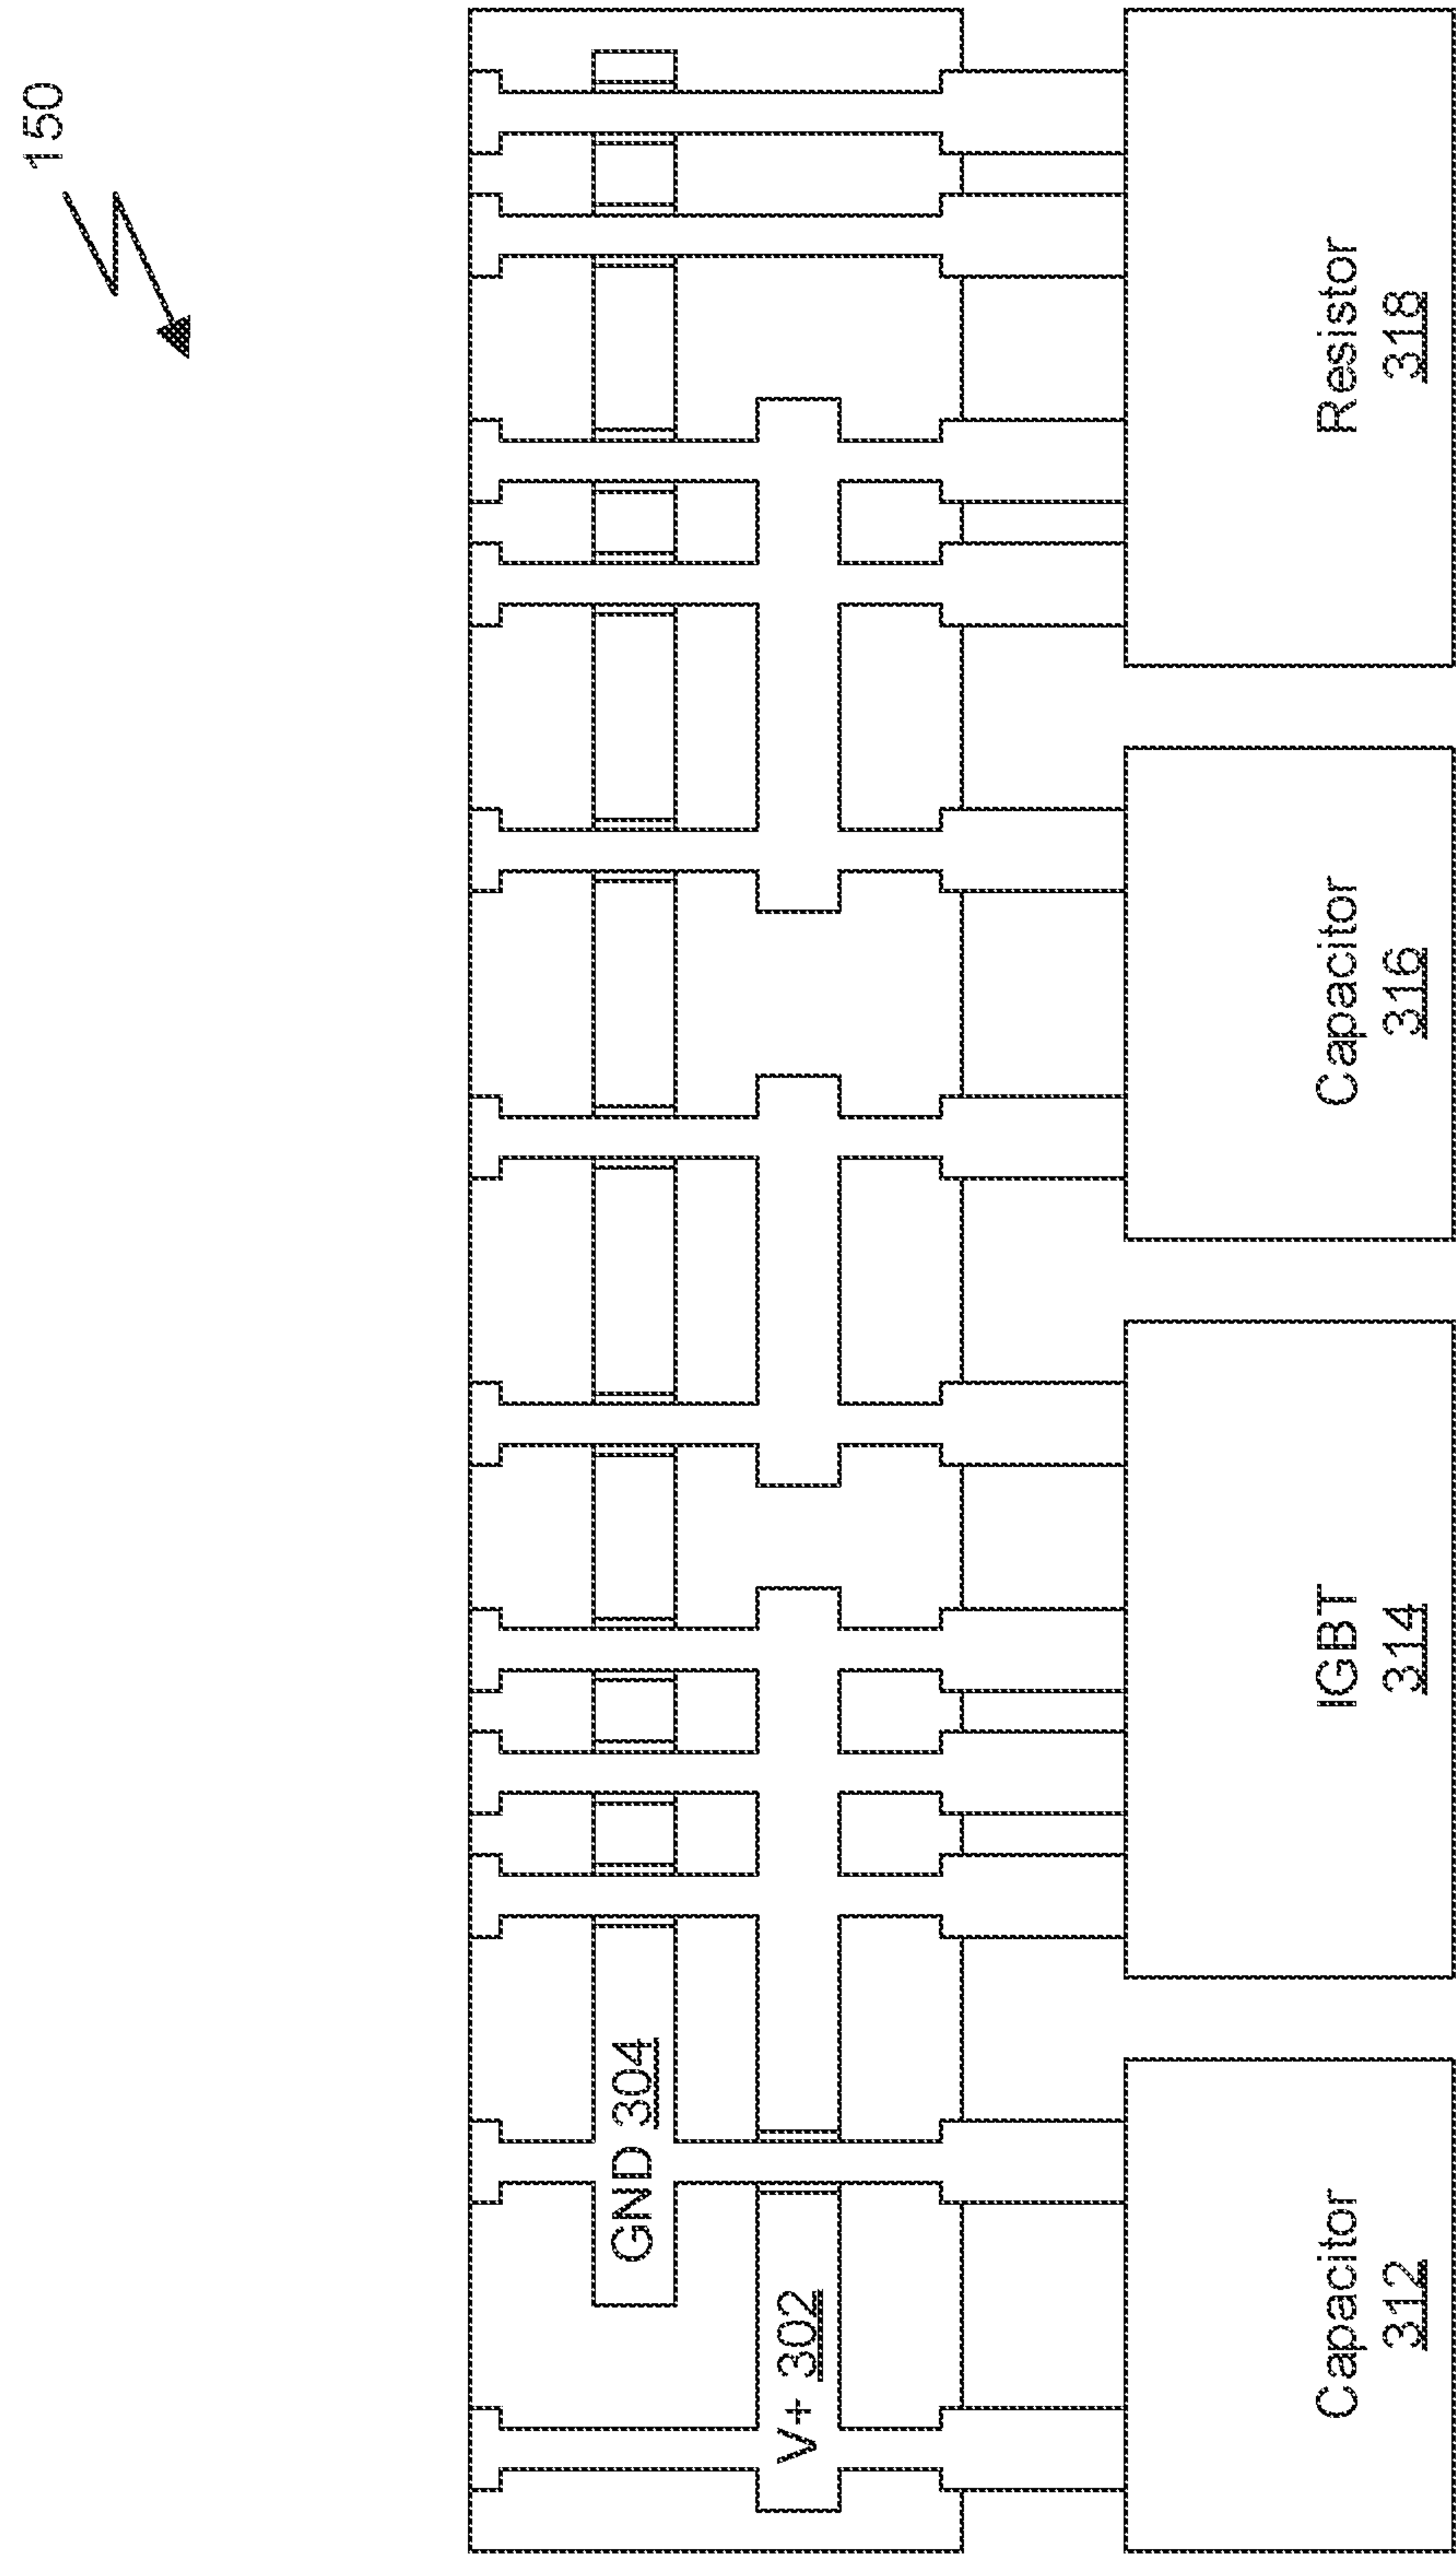 150
GND 304
V+ 302
Capacitor
312
IGBT
314
Capacitor
316
Resistor
318